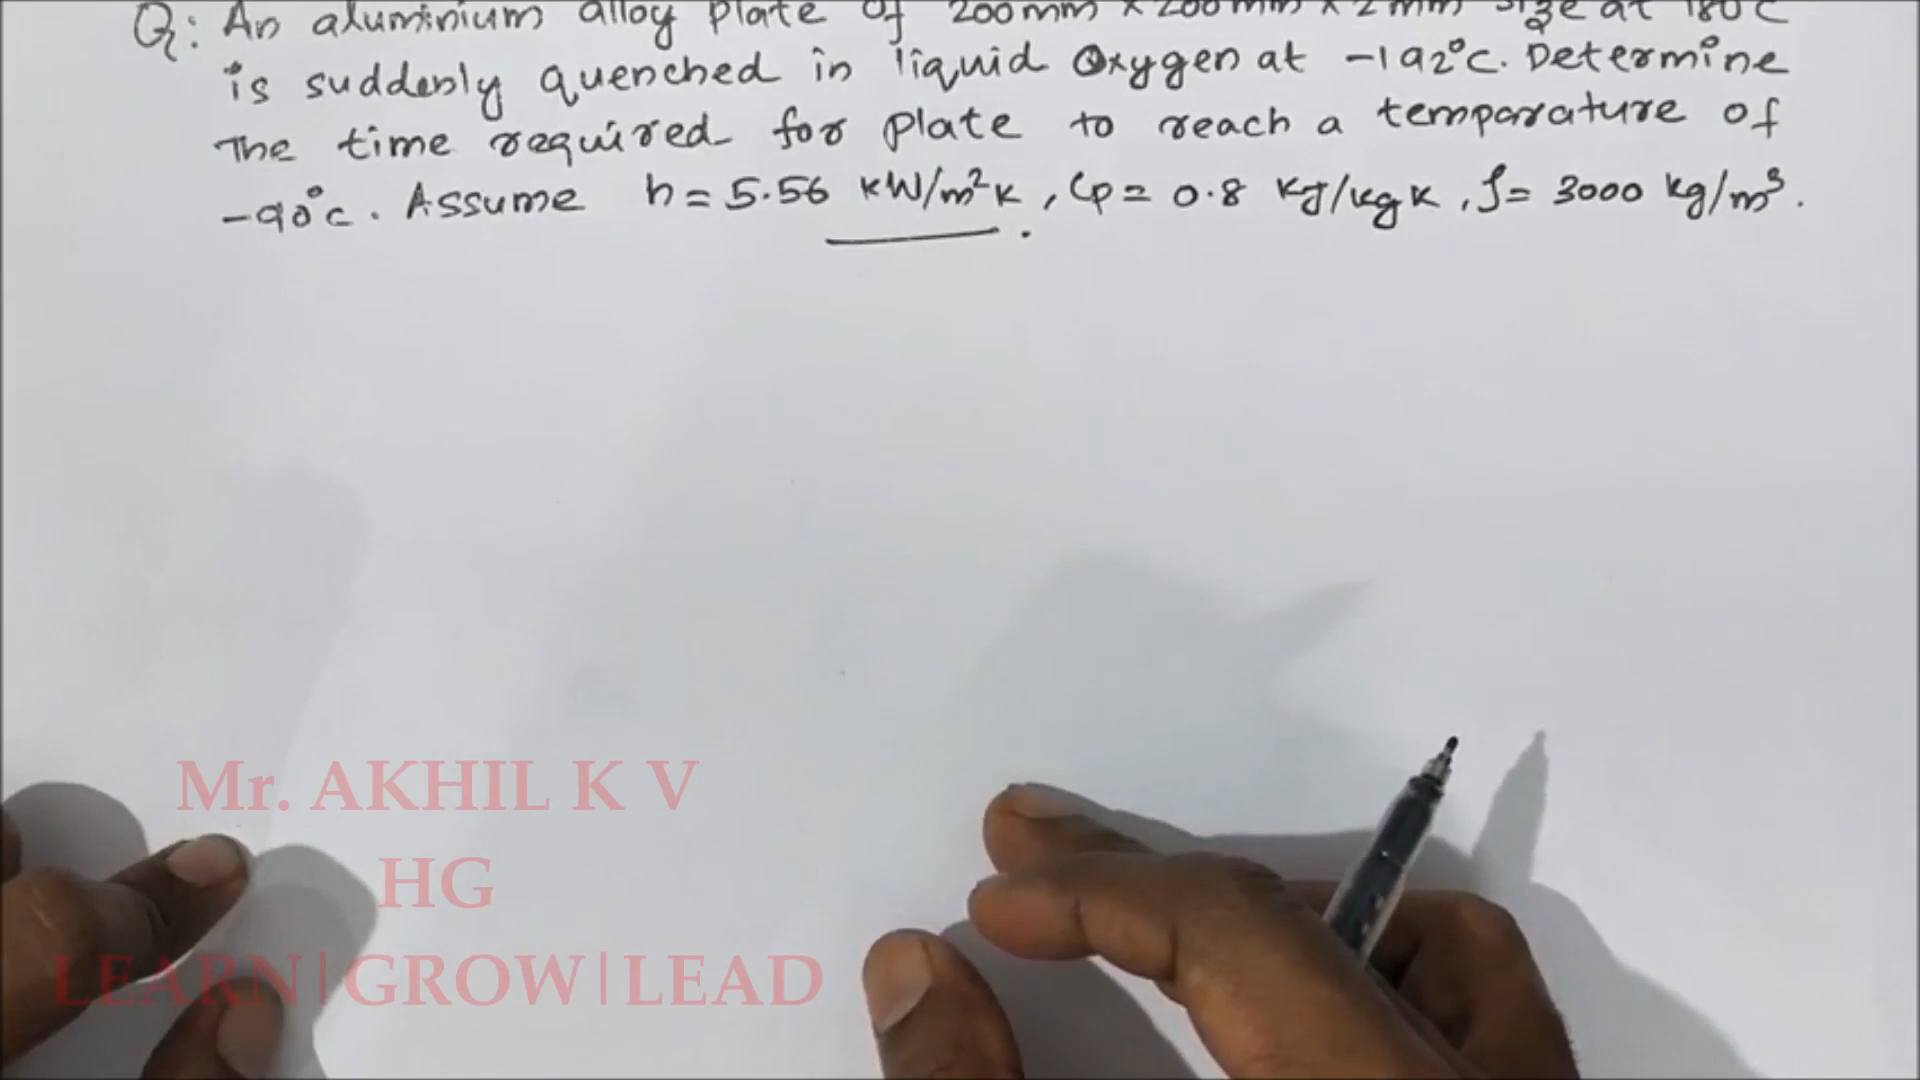 Q: An aluminium alloy plate of 200mm x 200mm x 2mm size at 180°C
is suddenly quenched in liquid Oxygen at -192°C. Determine
The time required for plate to reach a temparature of
-90°C. Assume h = 5.56 kW/m²K, Cp = 0.8 KJ/kgK, ρ = 3000 kg/m³.
Mr. AKHIL K V
HG
LEARN|GROW|LEAD